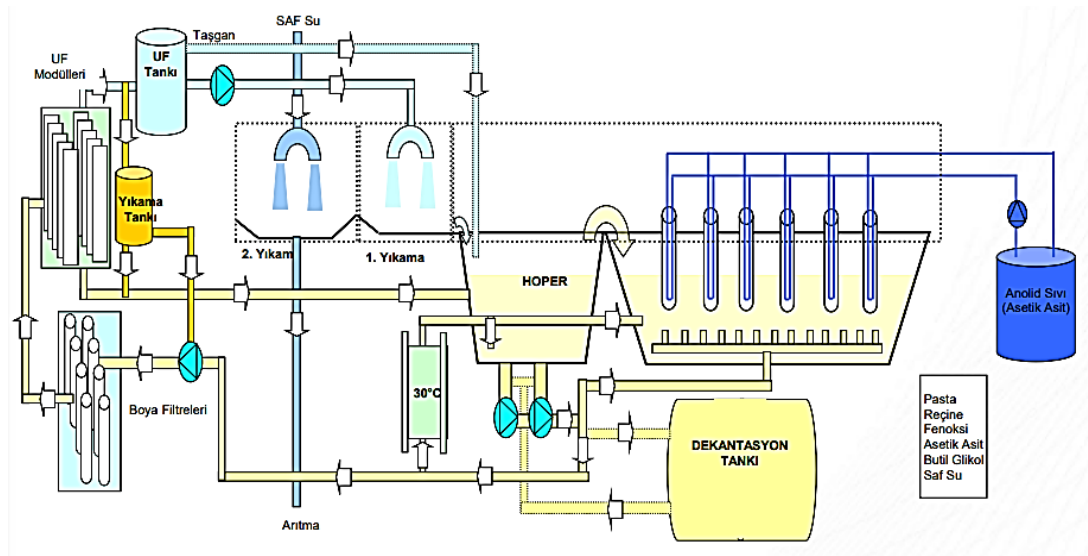 SAF Su
Taşgan
UF
Modülleri
UF
Tankı
Yıkama
Tankı
2. Yıkam
1. Yıkama
HOPER
Anolid Sıvı
(Asetik Asit)
30°C
Boya Filtreleri
DEKANTASYON
TANKI
Pasta
Reçine
Fenoksi
Asetik Asit
Butil Glikol
Saf Su
Arıtma